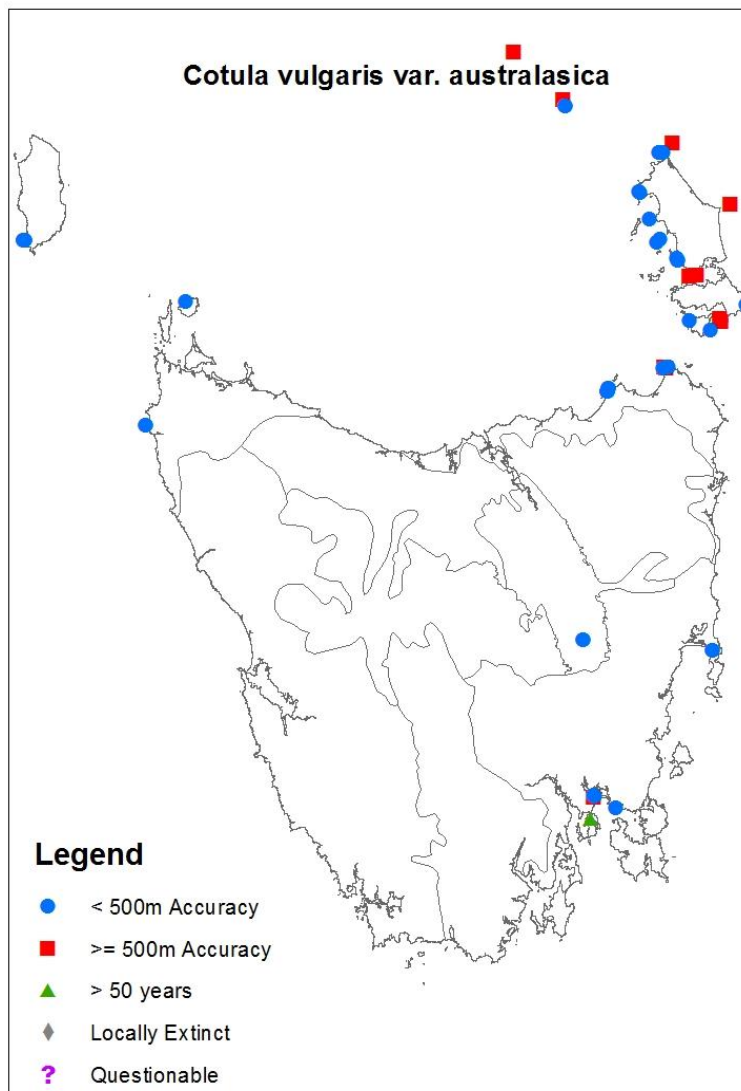 Cotula vulgaris var. australasica
Legend
< 500m Accuracy
>= 500m Accuracy
> 50 years
Locally Extinct
? Questionable